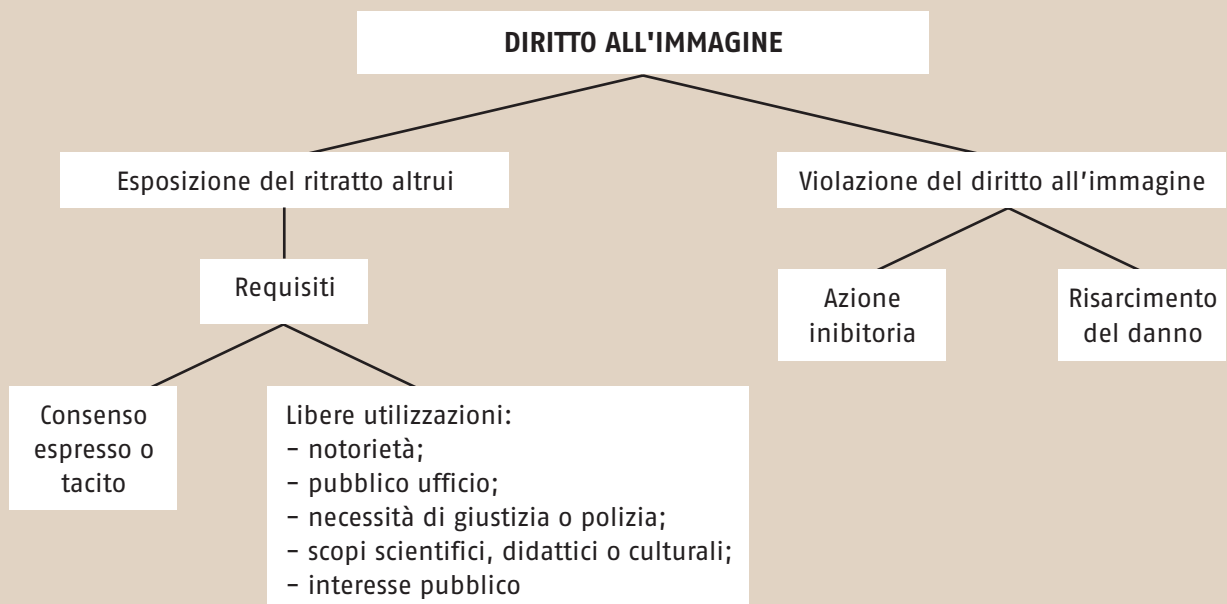 DIRITTO ALL'IMMAGINE
Esposizione del ritratto altrui
Violazione del diritto all’immagine
Requisiti
Azione
inibitoria
Risarcimento
del danno
Consenso
espresso o
tacito
Libere utilizzazioni:
– notorietà;
– pubblico ufficio;
– necessità di giustizia o polizia;
– scopi scientifici, didattici o culturali;
– interesse pubblico